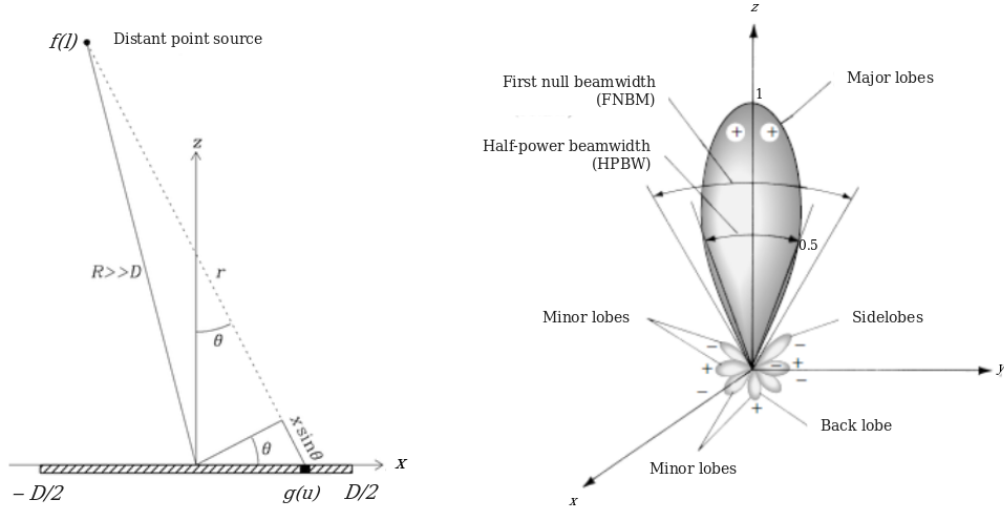 f(l)
Distant point source
z
R>>D
r
θ
θ
x sinθ
x
– D/2
g(u)
D/2
z
First null beamwidth
(FNBM)
Major lobes
1
+
+
Half-power beamwidth
(HPBW)
0.5
Minor lobes
Sidelobes
–
–
+
–
+
–
–
+
y
Back lobe
Minor lobes
x